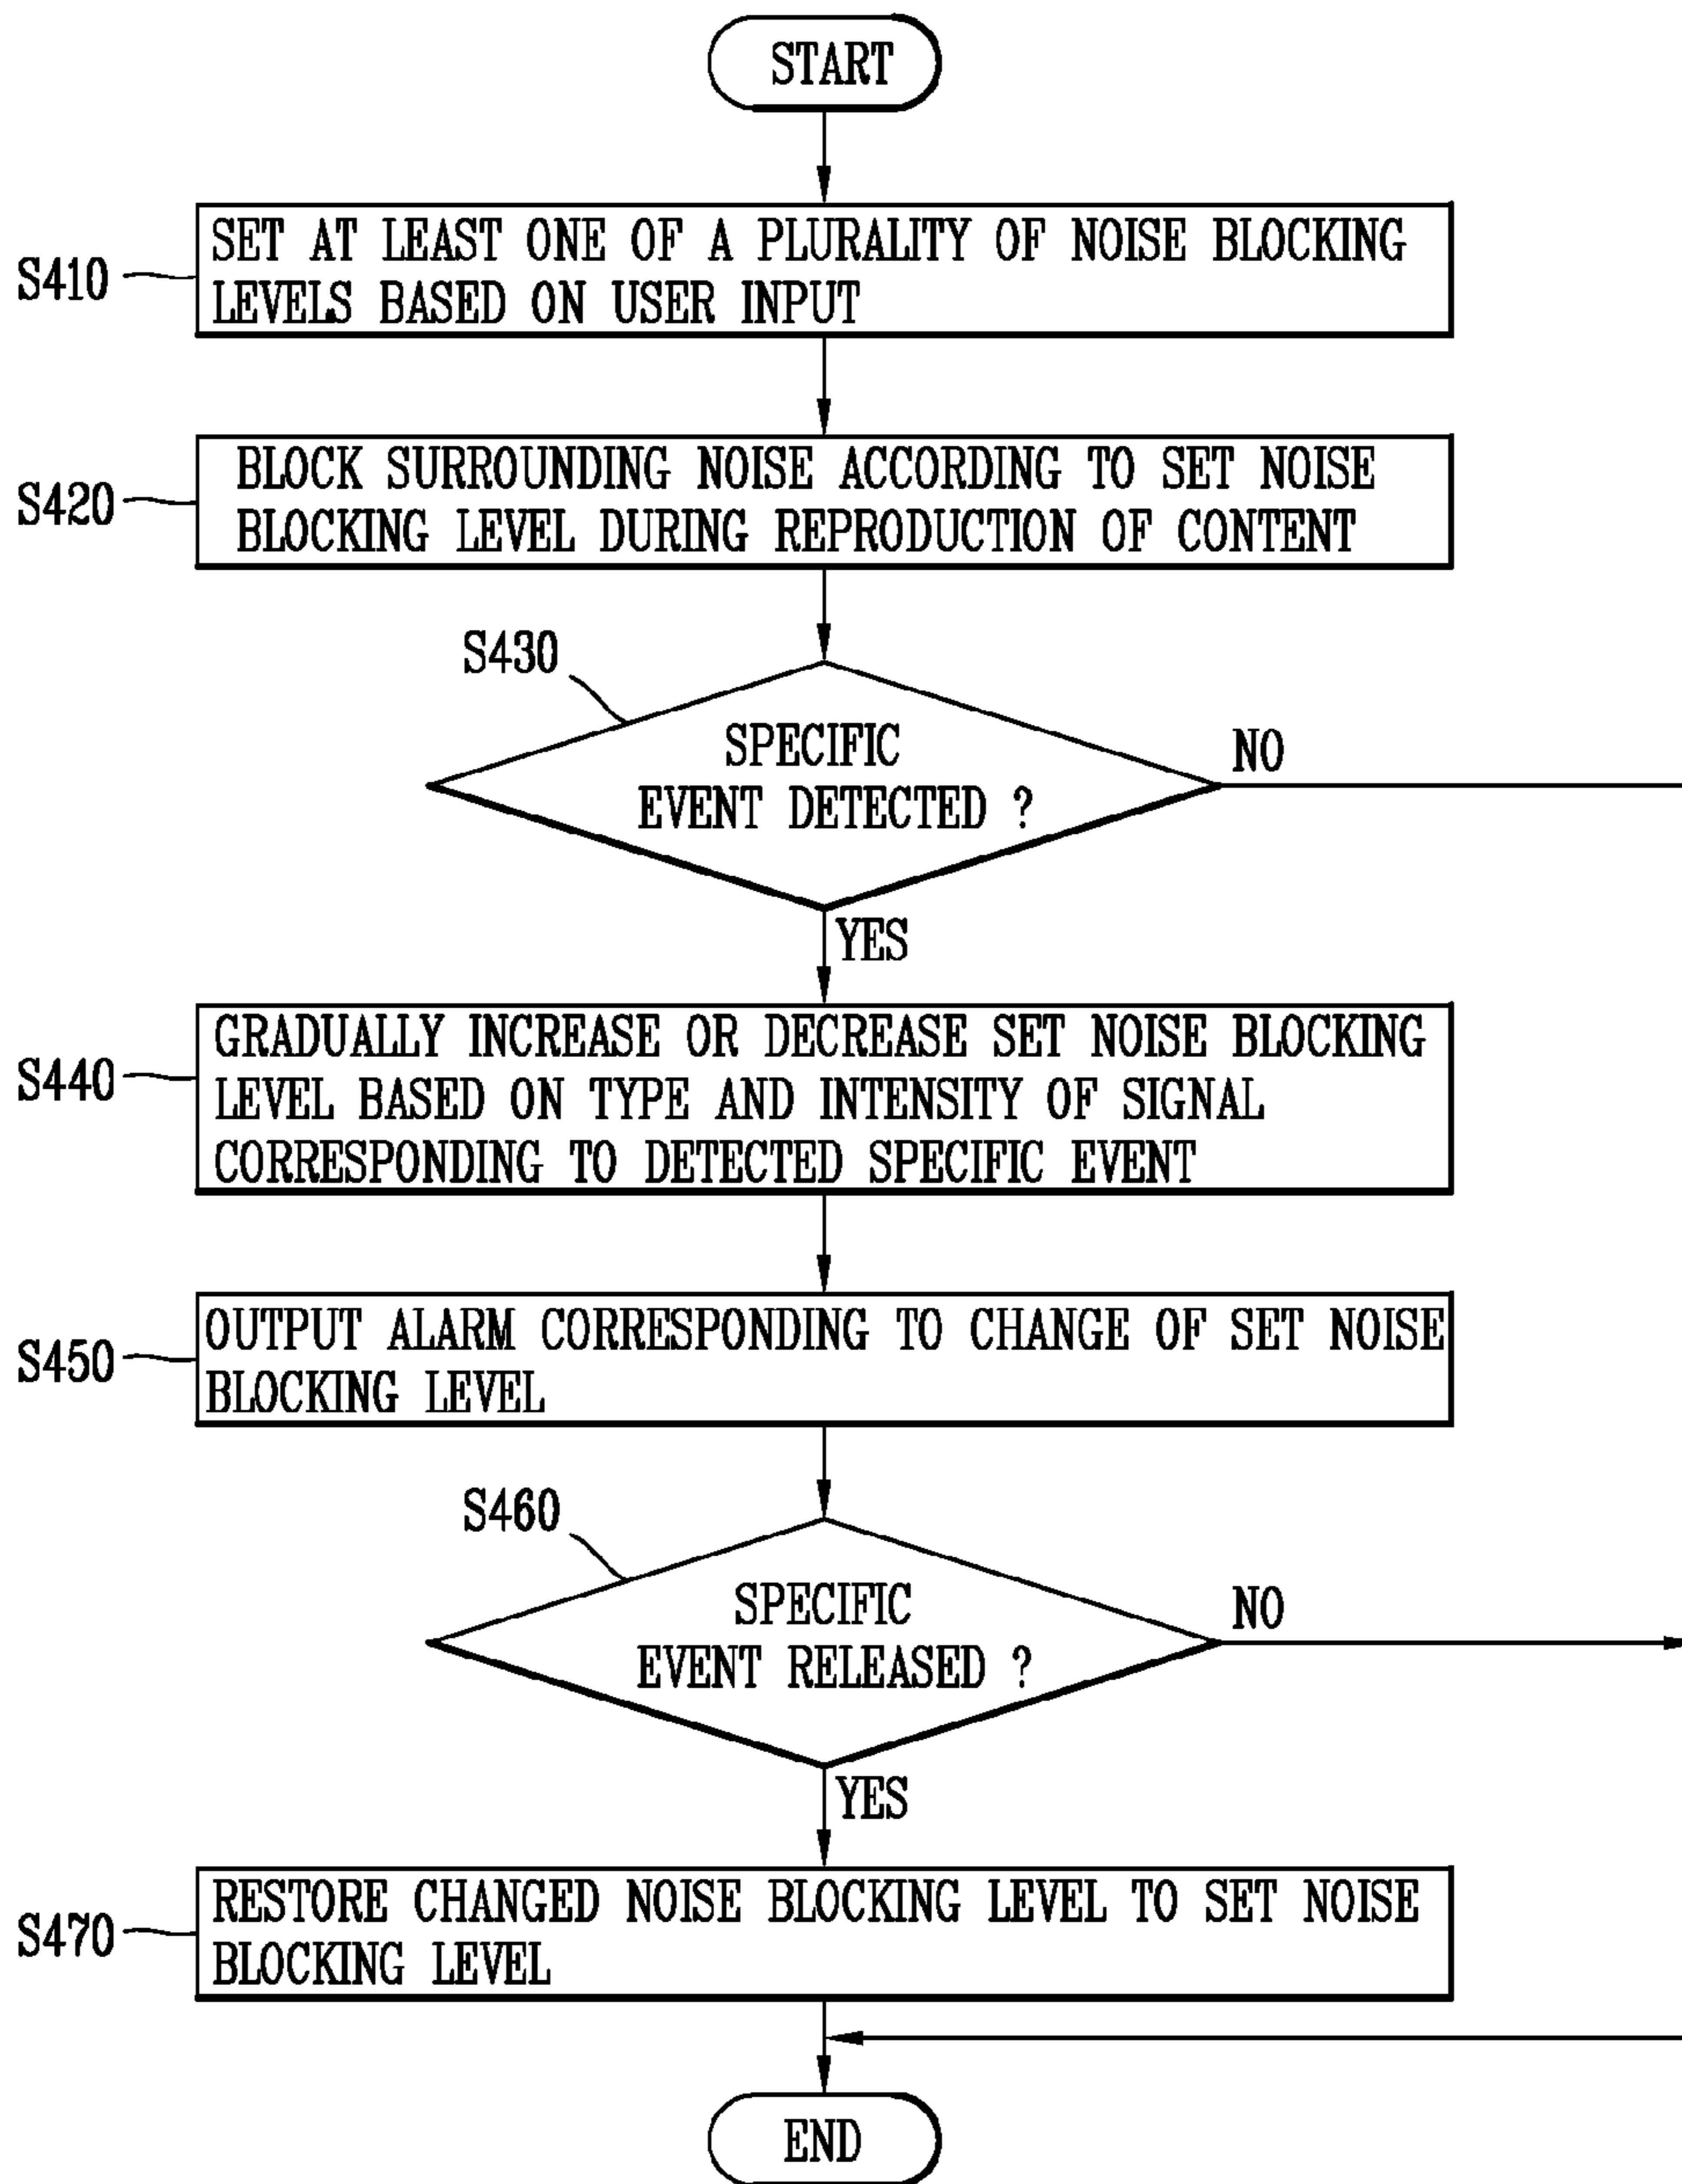 START
S410
SET AT LEAST ONE OF A PLURALITY OF NOISE BLOCKING
LEVELS BASED ON USER INPUT
S420
BLOCK SURROUNDING NOISE ACCORDING TO SET NOISE
BLOCKING LEVEL DURING REPRODUCTION OF CONTENT
S430
SPECIFIC
EVENT DETECTED ?
NO
YES
S440
GRADUALLY INCREASE OR DECREASE SET NOISE BLOCKING
LEVEL BASED ON TYPE AND INTENSITY OF SIGNAL
CORRESPONDING TO DETECTED SPECIFIC EVENT
S450
OUTPUT ALARM CORRESPONDING TO CHANGE OF SET NOISE
BLOCKING LEVEL
S460
SPECIFIC
EVENT RELEASED ?
NO
YES
S470
RESTORE CHANGED NOISE BLOCKING LEVEL TO SET NOISE
BLOCKING LEVEL
END